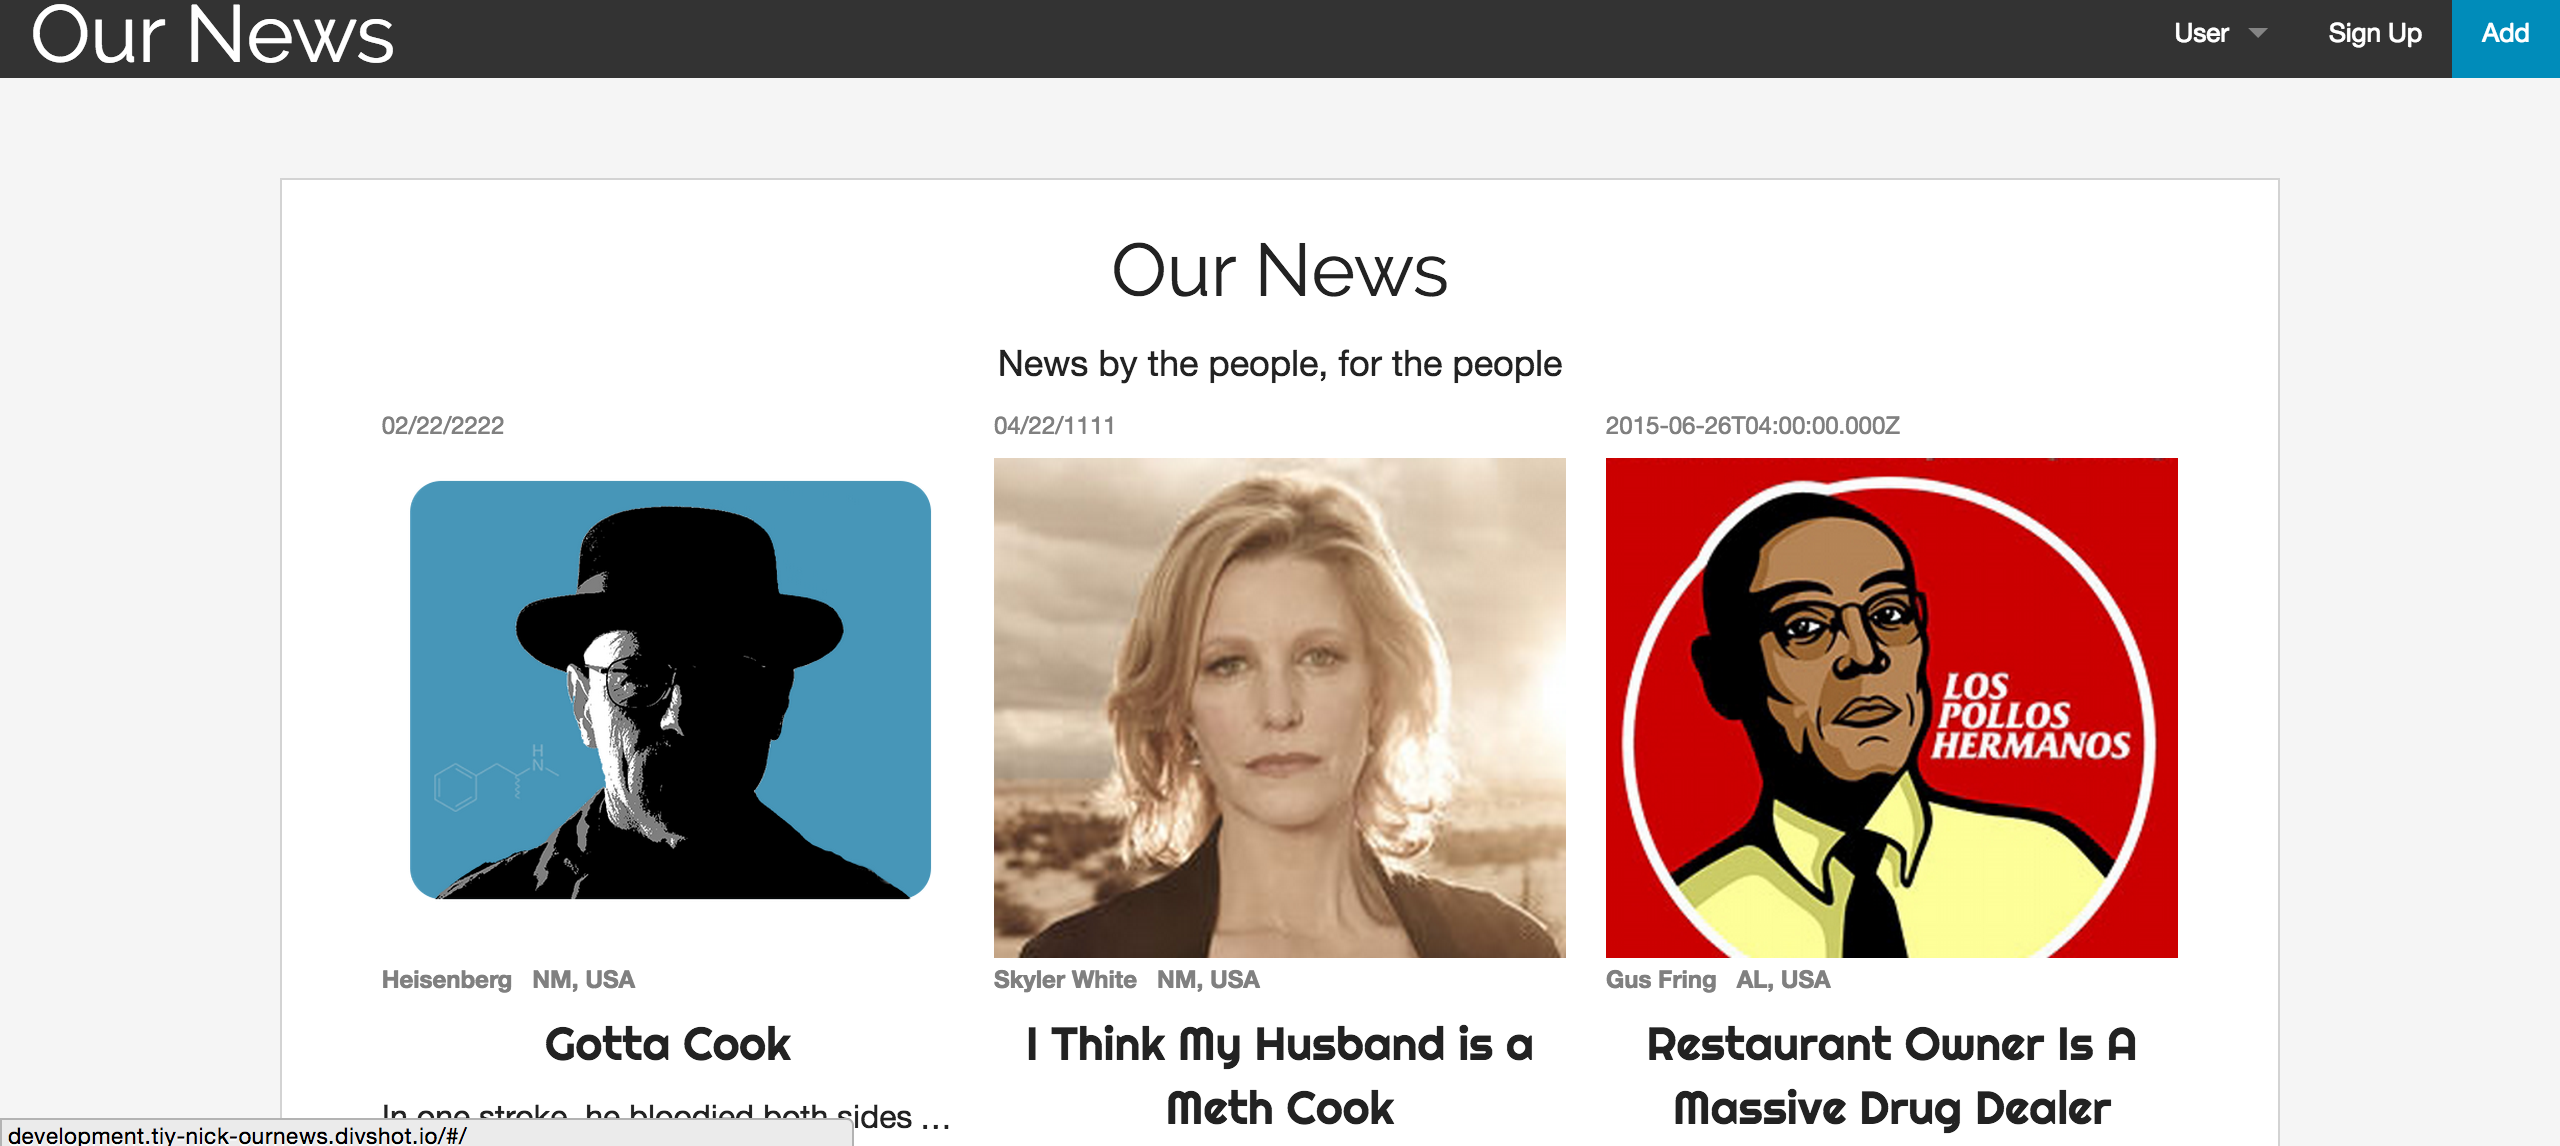 Our News
User
Sign Up
Add
Our News
News by the people, for the people
02/22/2222
04/22/1111
2015-06-26T04:00:00.000Z
H
N
LOS
POLLOS
HERMANOS
Heisenberg NM, USA
Skyler White NM, USA
Gus Fring AL, USA
Gotta Cook
I Think My Husband is a
Meth Cook
Restaurant Owner Is A
Massive Drug Dealer
In one stroke, he bloodied both sides ...
development.tiy-nick-ournews.divshot.io/#/